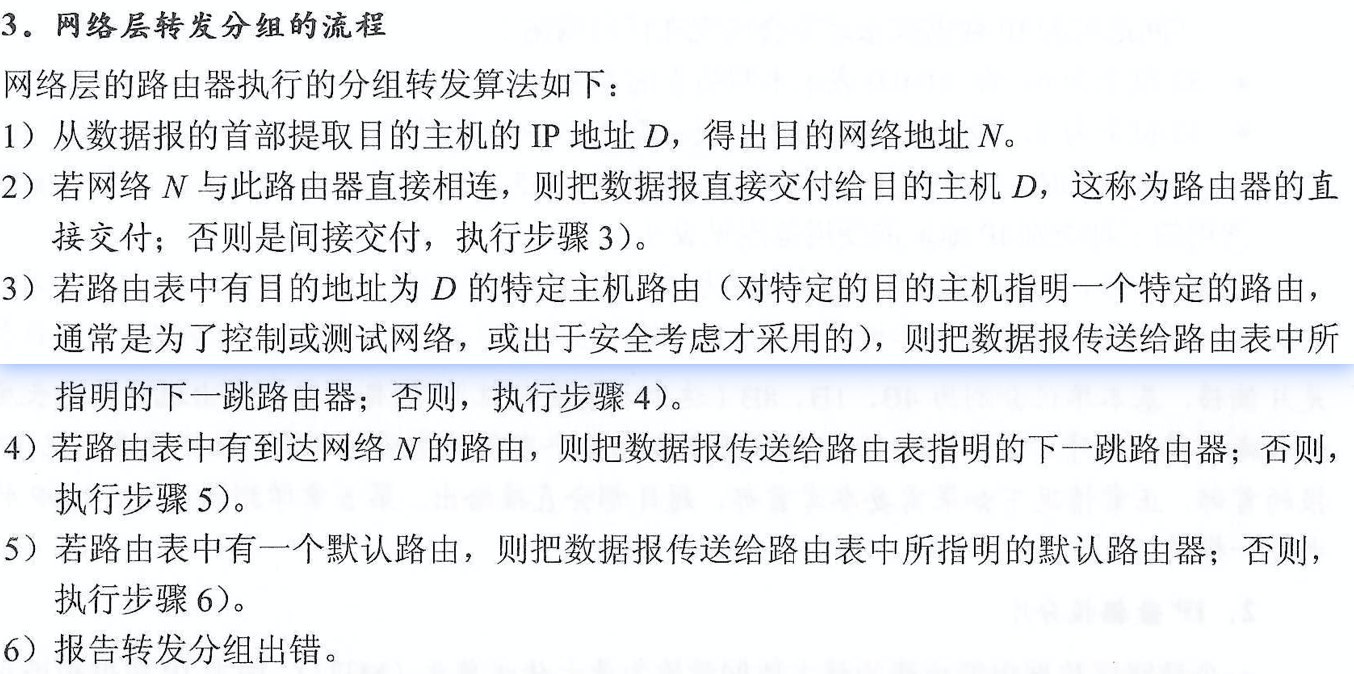 3。网络层转发分组的流程
网络层的路由器执行的分组转发算法如下：
1）从数据报的首部提取目的主机的 IP 地址 D，得出目的网络地址 N。
2）若网络 N 与此路由器直接相连，则把数据报直接交付给目的主机 D，这称为路由器的直
接交付；否则是间接交付，执行步骤 3）。
3）若路由表中有目的地址为 D 的特定主机路由（对特定的目的主机指明一个特定的路由，
通常是为了控制或测试网络，或出于安全考虑才采用的），则把数据报传送给路由表中所
指明的下一跳路由器；否则，执行步骤 4）。
4）若路由表中有到达网络 N 的路由，则把数据报传送给路由表指明的下一跳路由器；否则，
执行步骤 5）。
5）若路由表中有一个默认路由，则把数据报传送给路由表中所指明的默认路由器；否则，
执行步骤 6）。
6）报告转发分组出错。